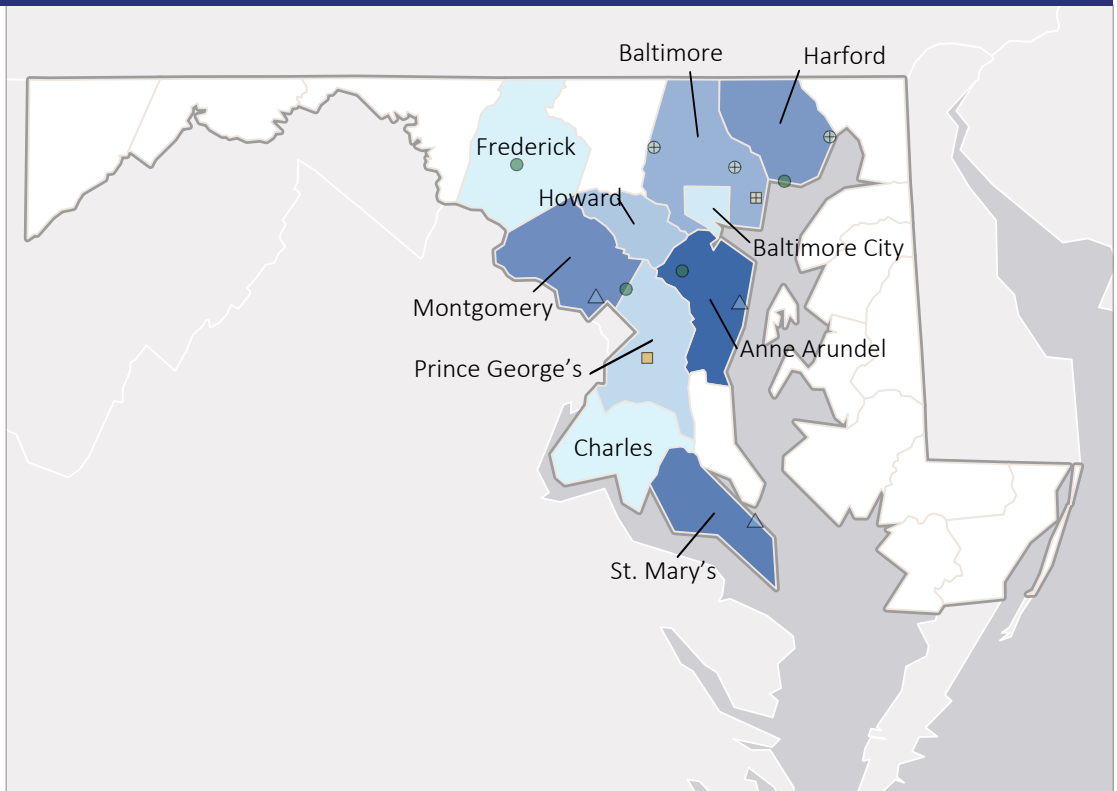 Baltimore
Harford
Frederick
Howard
Baltimore City
Montgomery
Anne Arundel
Prince George’s
Charles
St. Mary’s